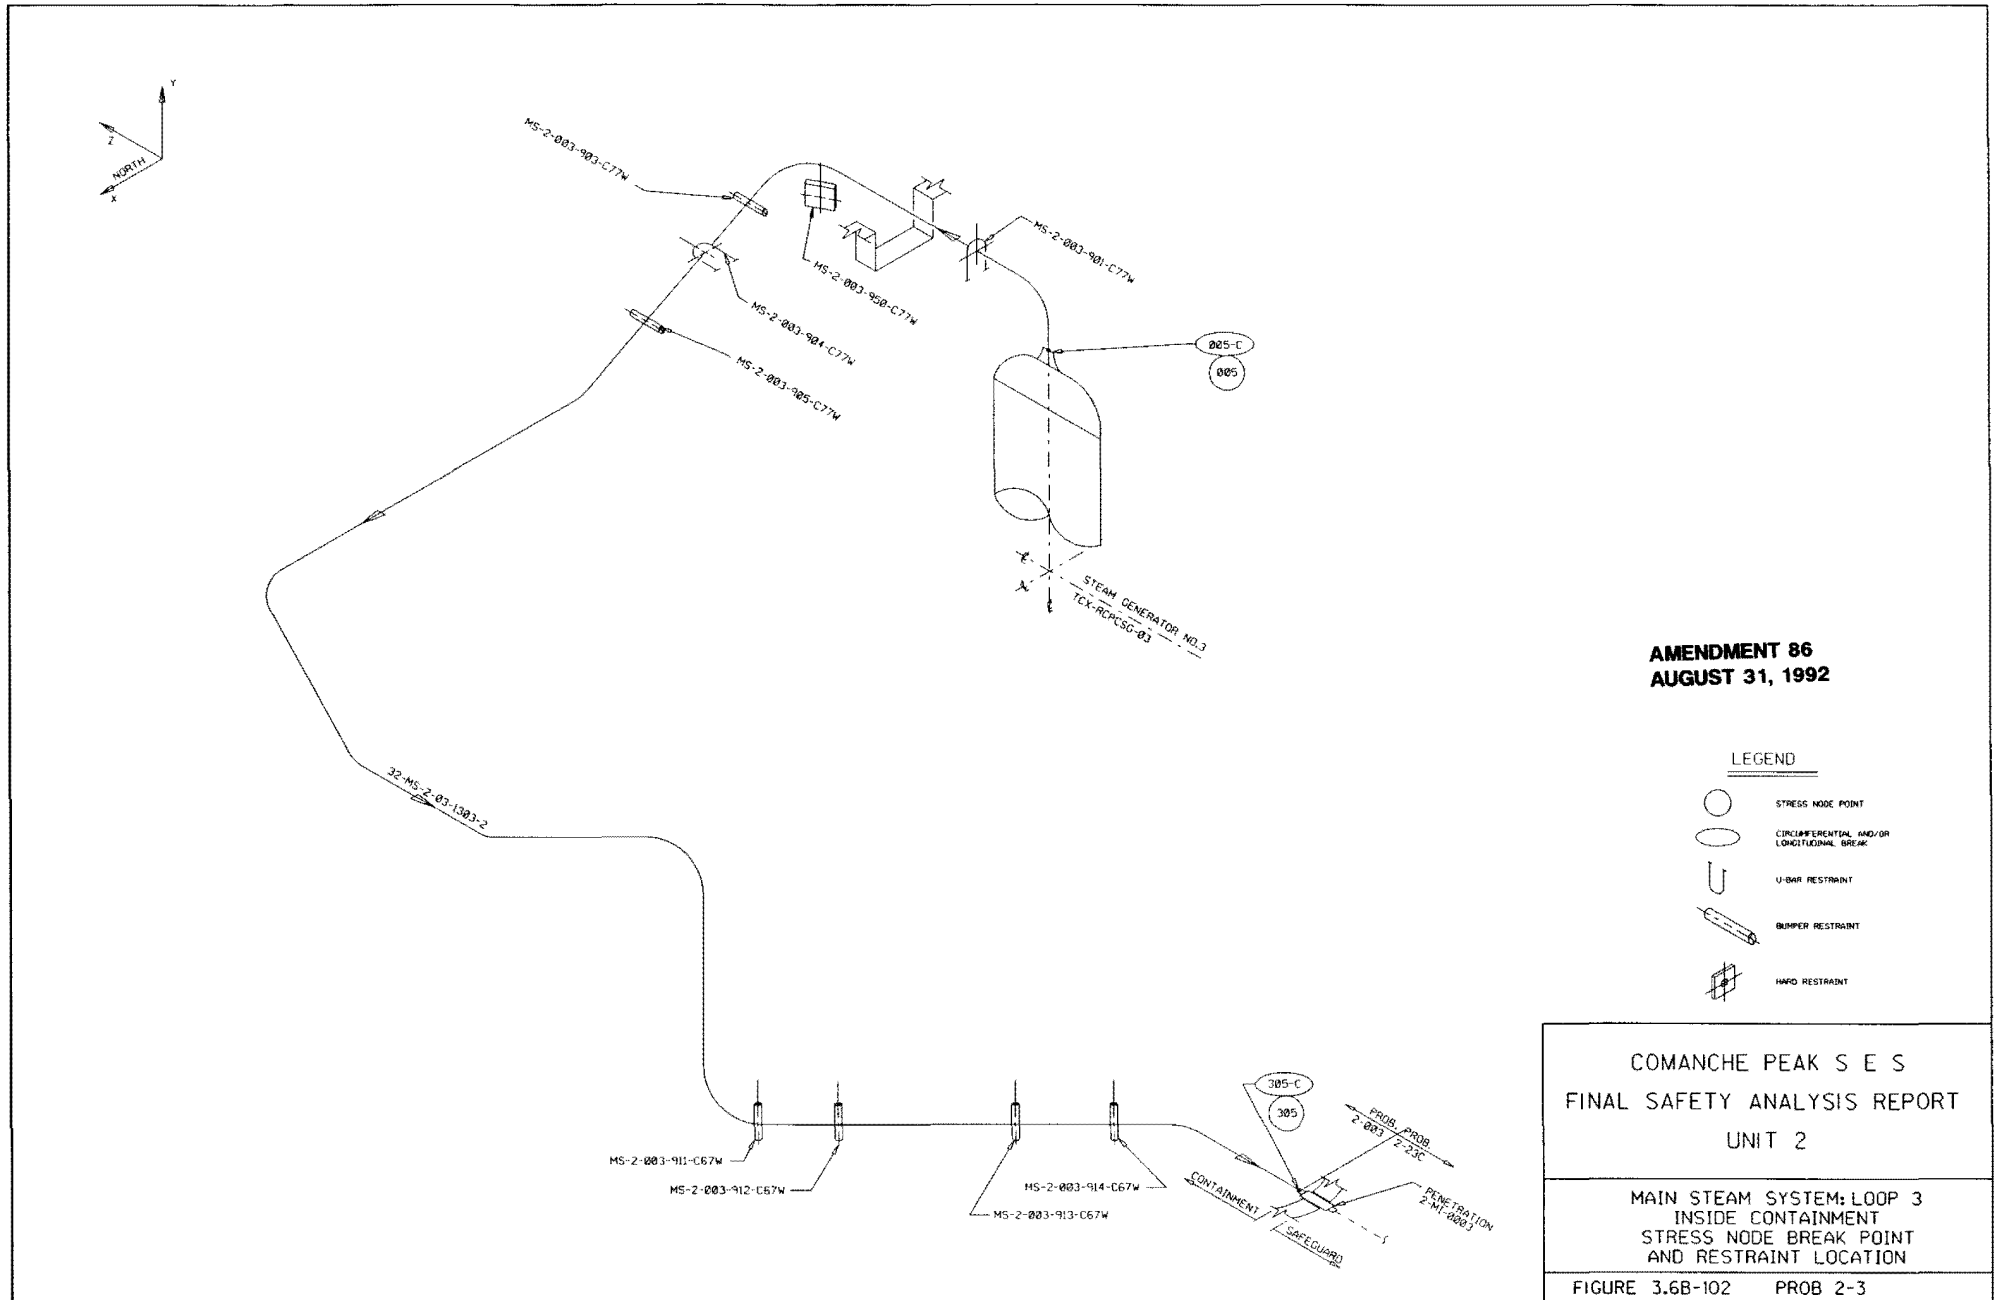 Y
Z
NORTH
X
MS-2-003-903-C77W
MS-2-003-901-C77W
MS-2-003-950-C77W
MS-2-003-904-C77W
MS-2-003-905-C77W
005-C
005
STEAM GENERATOR NO.3
TCX-RCPCSG-03
32-MS-2-03-1303-2
AMENDMENT 86
AUGUST 31, 1992
LEGEND
STRESS NODE POINT
CIRCUMFERENTIAL AND/OR
LONGITUDINAL BREAK
U-BAR RESTRAINT
BUMPER RESTRAINT
HARD RESTRAINT
305-C
305
PROB. PROB.
2-003 2-23C
MS-2-003-911-C67W
MS-2-003-912-C67W
MS-2-003-914-C67W
MS-2-003-913-C67W
CONTAINMENT
SAFEGUARD
PENETRATION
2-MI-0003
COMANCHE PEAK S E S
FINAL SAFETY ANALYSIS REPORT
UNIT 2
MAIN STEAM SYSTEM: LOOP 3
INSIDE CONTAINMENT
STRESS NODE BREAK POINT
AND RESTRAINT LOCATION
FIGURE 3.6B-102 PROB 2-3